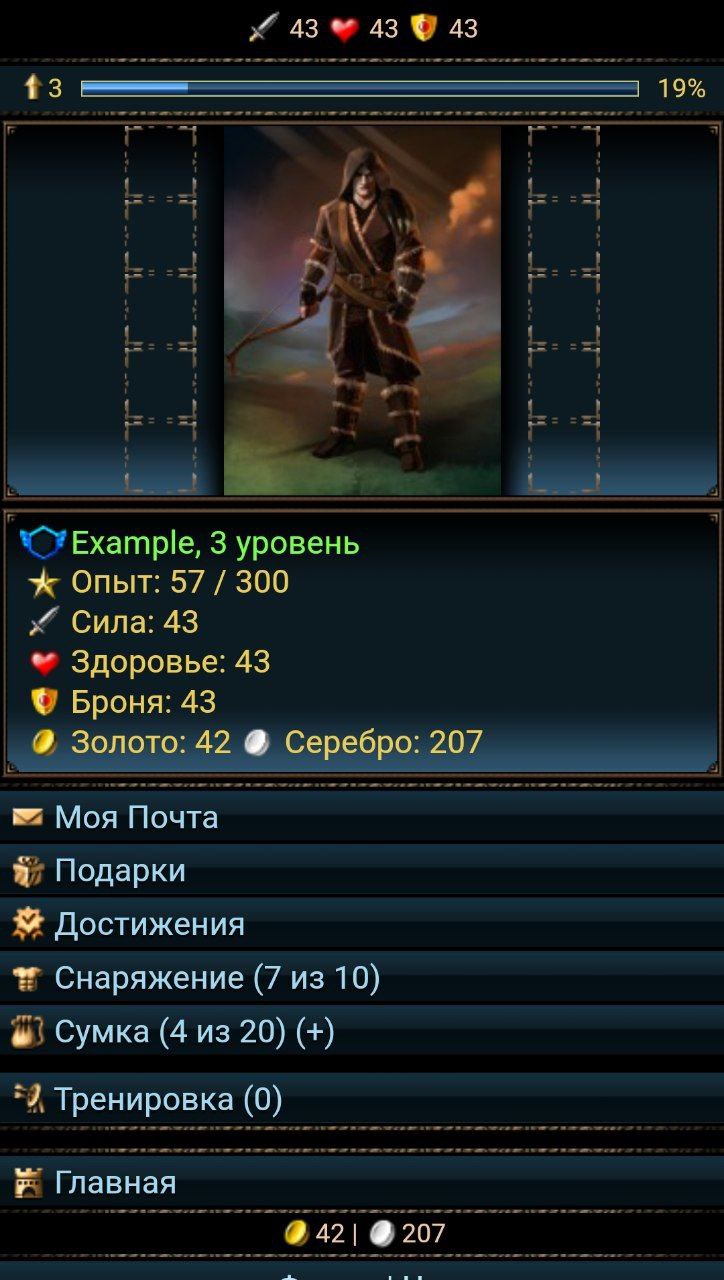 43 43 43
3 19%
Example, 3 уровень
Опыт: 57 / 300
Сила: 43
Здоровье: 43
Броня: 43
Золото: 42 Серебро: 207
Моя Почта
Подарки
Достижения
Снаряжение (7 из 10)
Сумка (4 из 20) (+)
Тренировка (0)
Главная
42 | 207